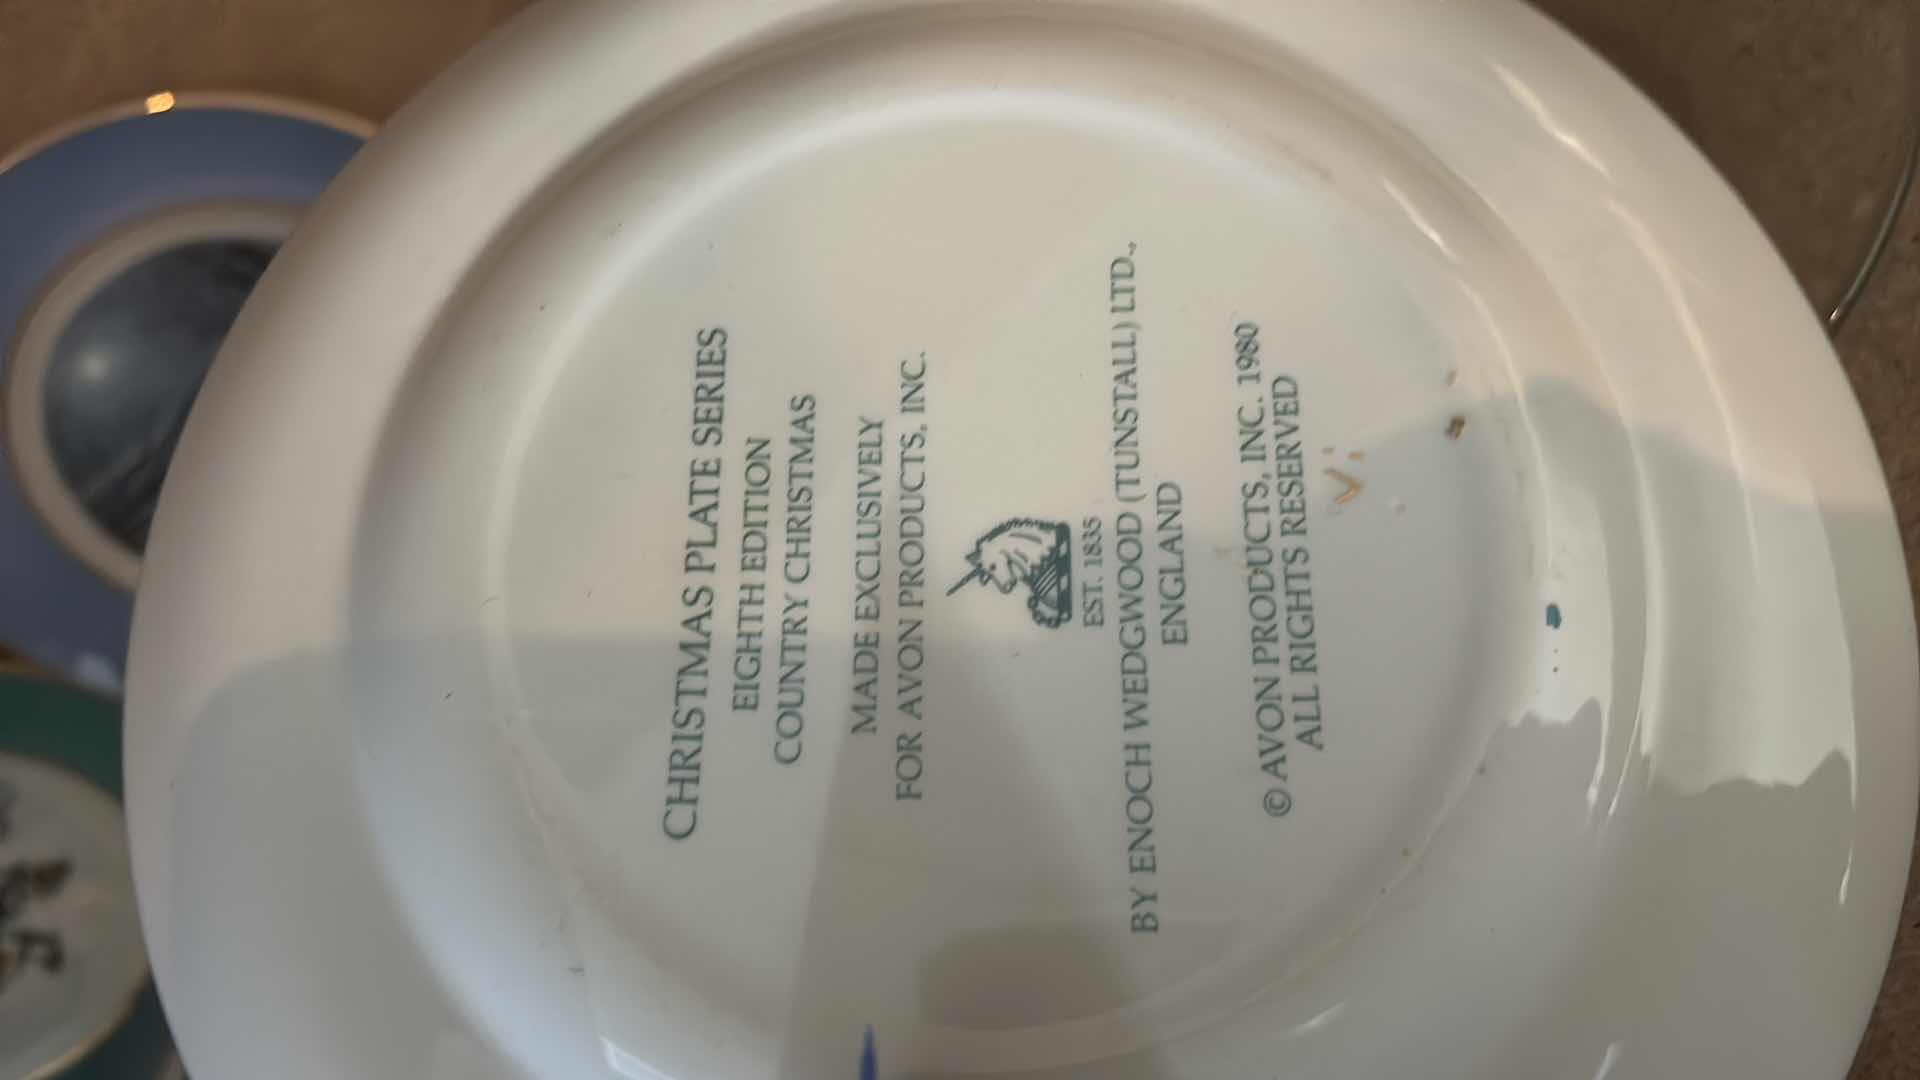 CHRISTMAS PLATE SERIES
EIGHTH EDITION
COUNTRY CHRISTMAS
MADE EXCLUSIVELY
FOR AVON PRODUCTS, INC.
EST. 1835
BY ENOCH WEDGWOOD (TUNSTALL) LTD.,
ENGLAND
© AVON PRODUCTS, INC. 1980
ALL RIGHTS RESERVED